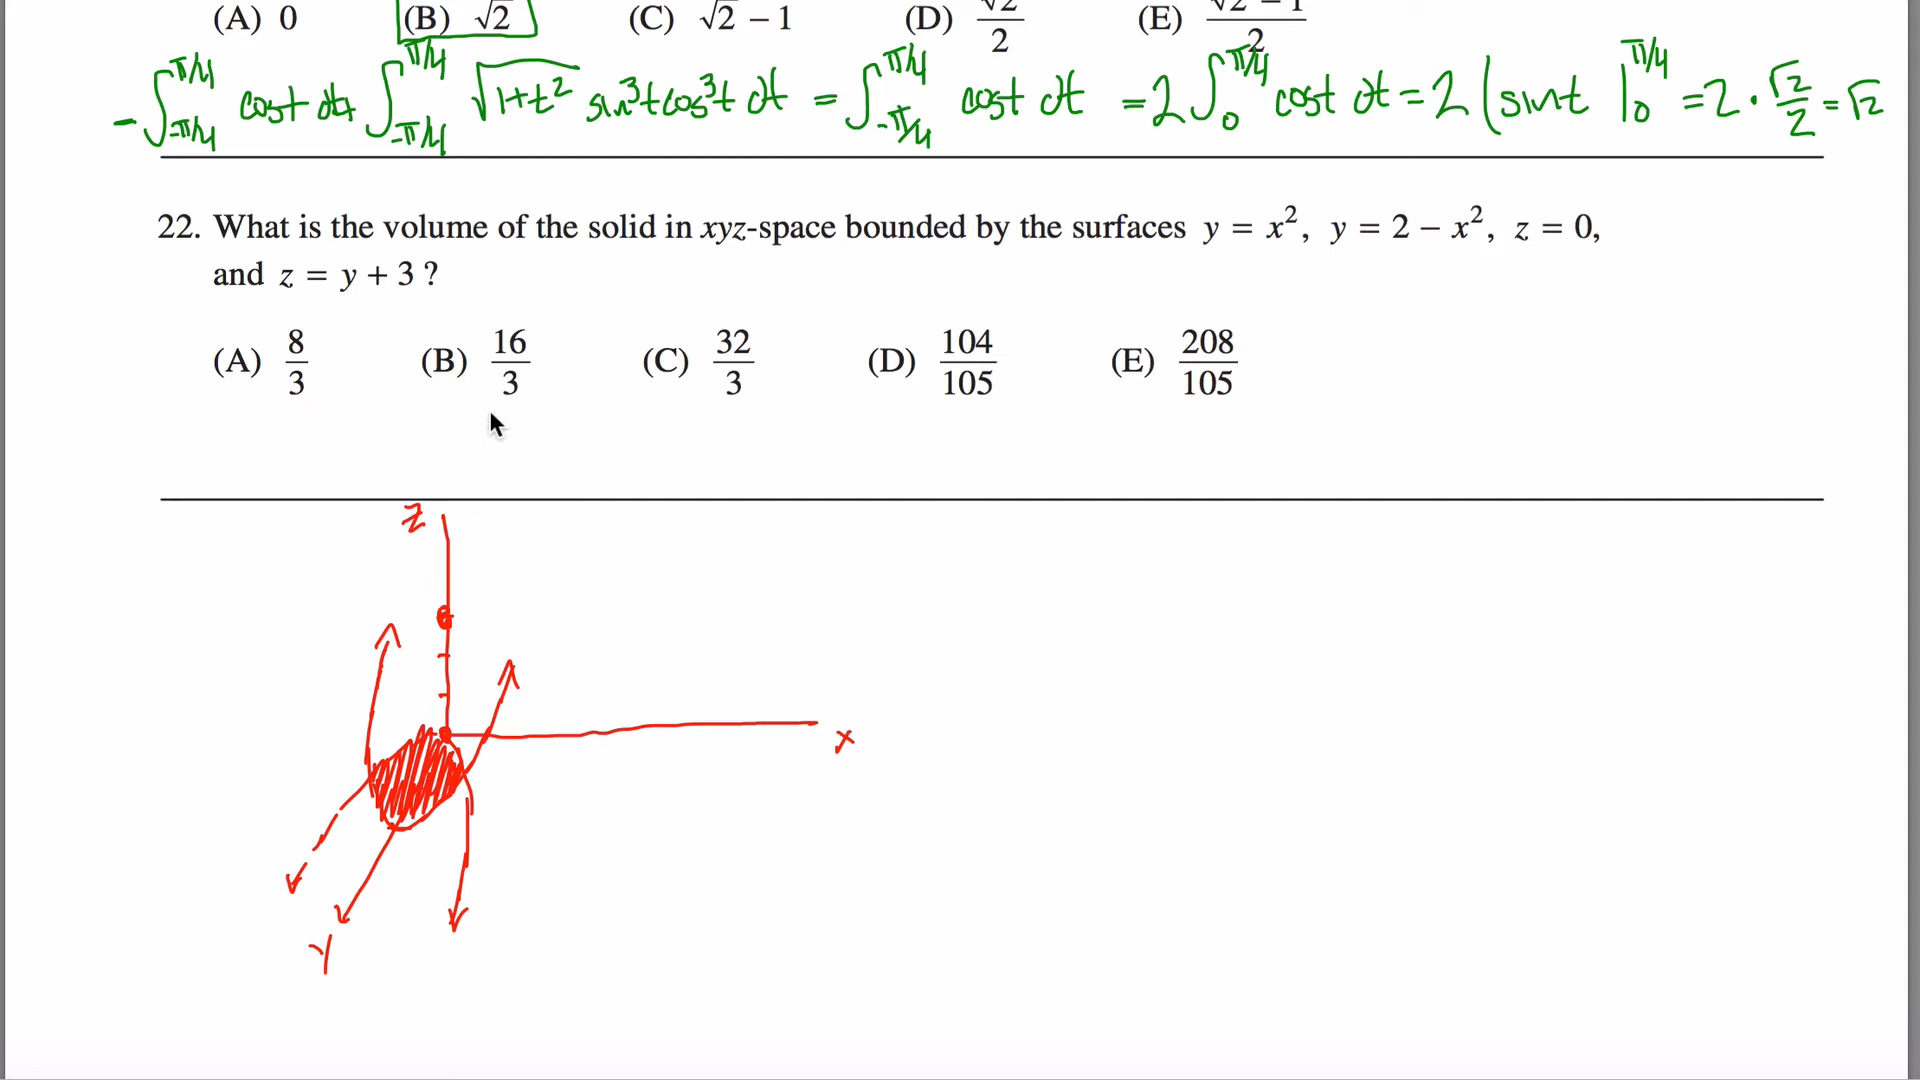 (A) 0 (B) √2 (C) √2 − 1 (D) √2/2 (E) (√2 − 1)/2
-∫_{-π/4}^{π/4} cost dt + ∫_{-π/4}^{π/4} √(1+t²) sin³t cos³t dt = ∫_{-π/4}^{π/4} cost dt = 2∫_0^{π/4} cost dt = 2(sint |_0^{π/4} = 2 · √2/2 = √2
22. What is the volume of the solid in xyz-space bounded by the surfaces y = x², y = 2 − x², z = 0,
and z = y + 3 ?
(A) 8/3 (B) 16/3 (C) 32/3 (D) 104/105 (E) 208/105
z
x
y